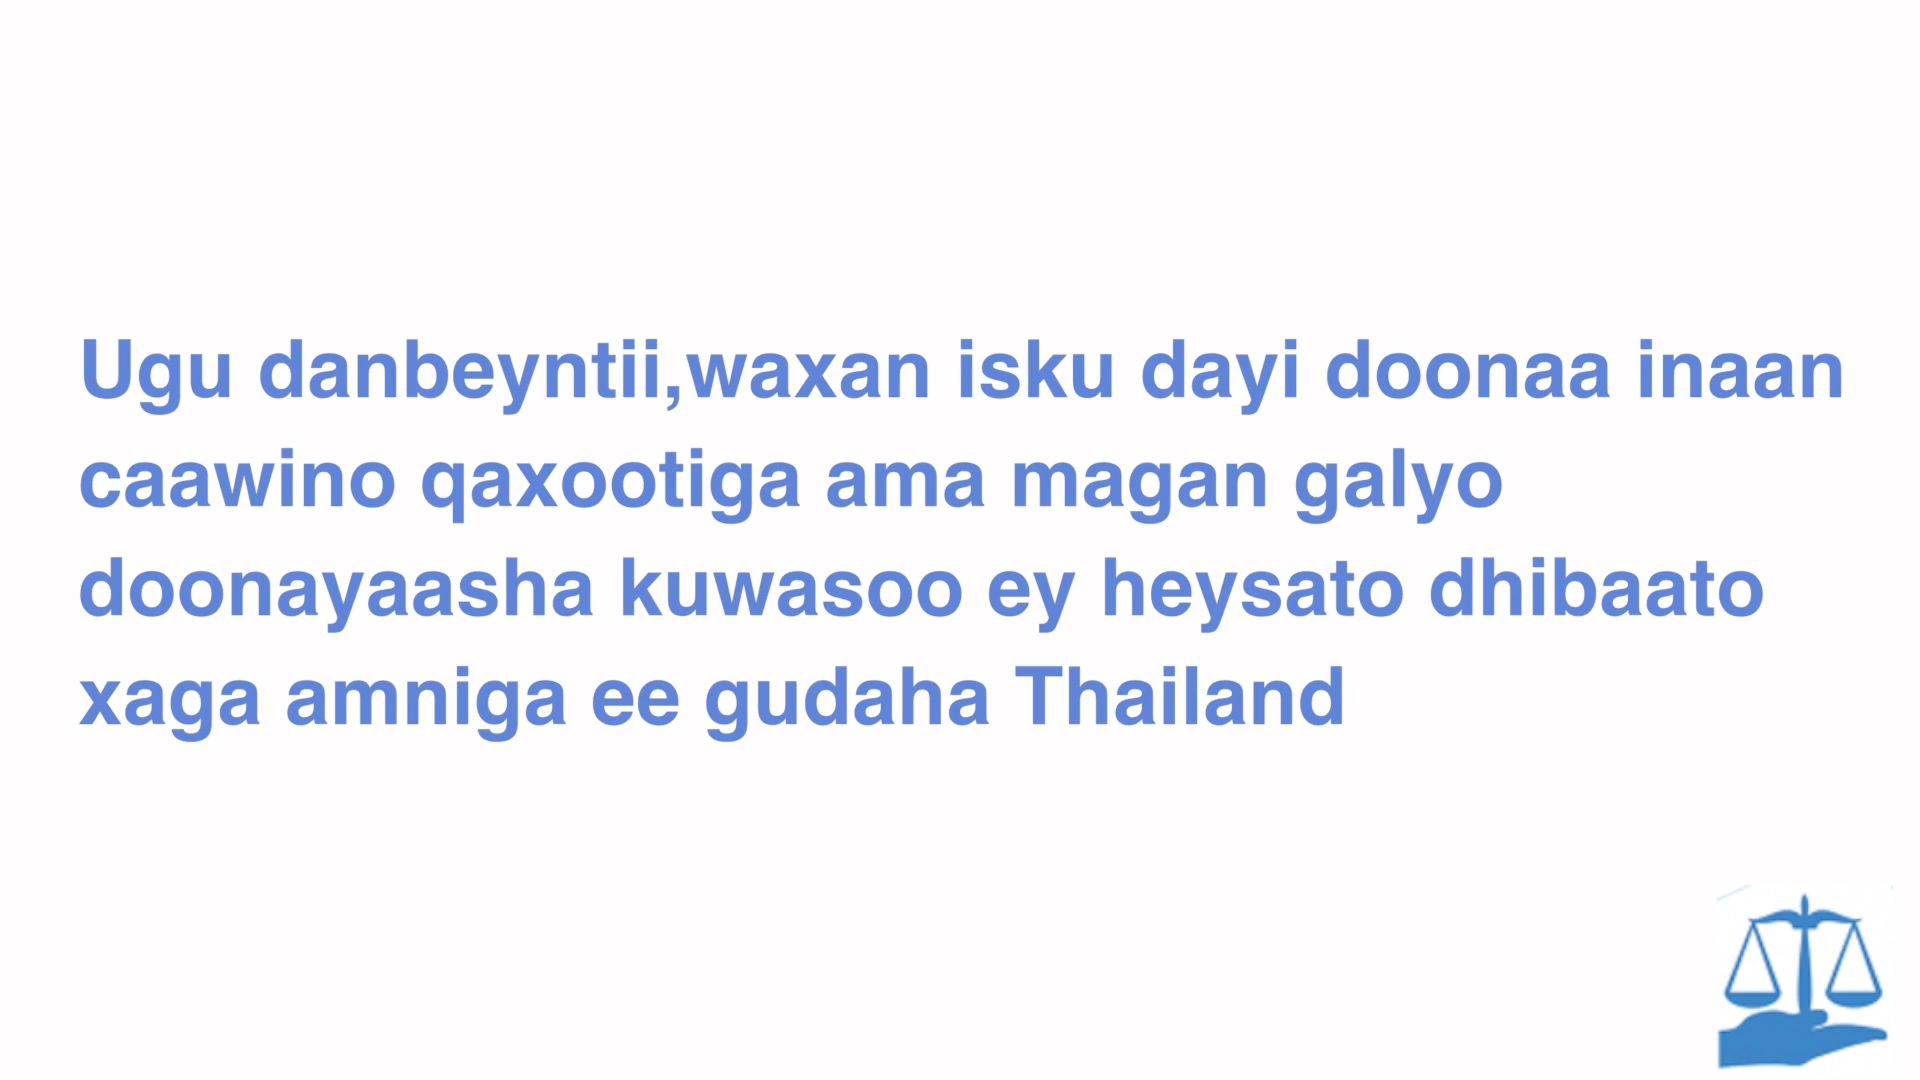 Ugu danbeyntii,waxan isku dayi doonaa inaan
caawino qaxootiga ama magan galyo
doonayaasha kuwasoo ey heysato dhibaato
xaga amniga ee gudaha Thailand